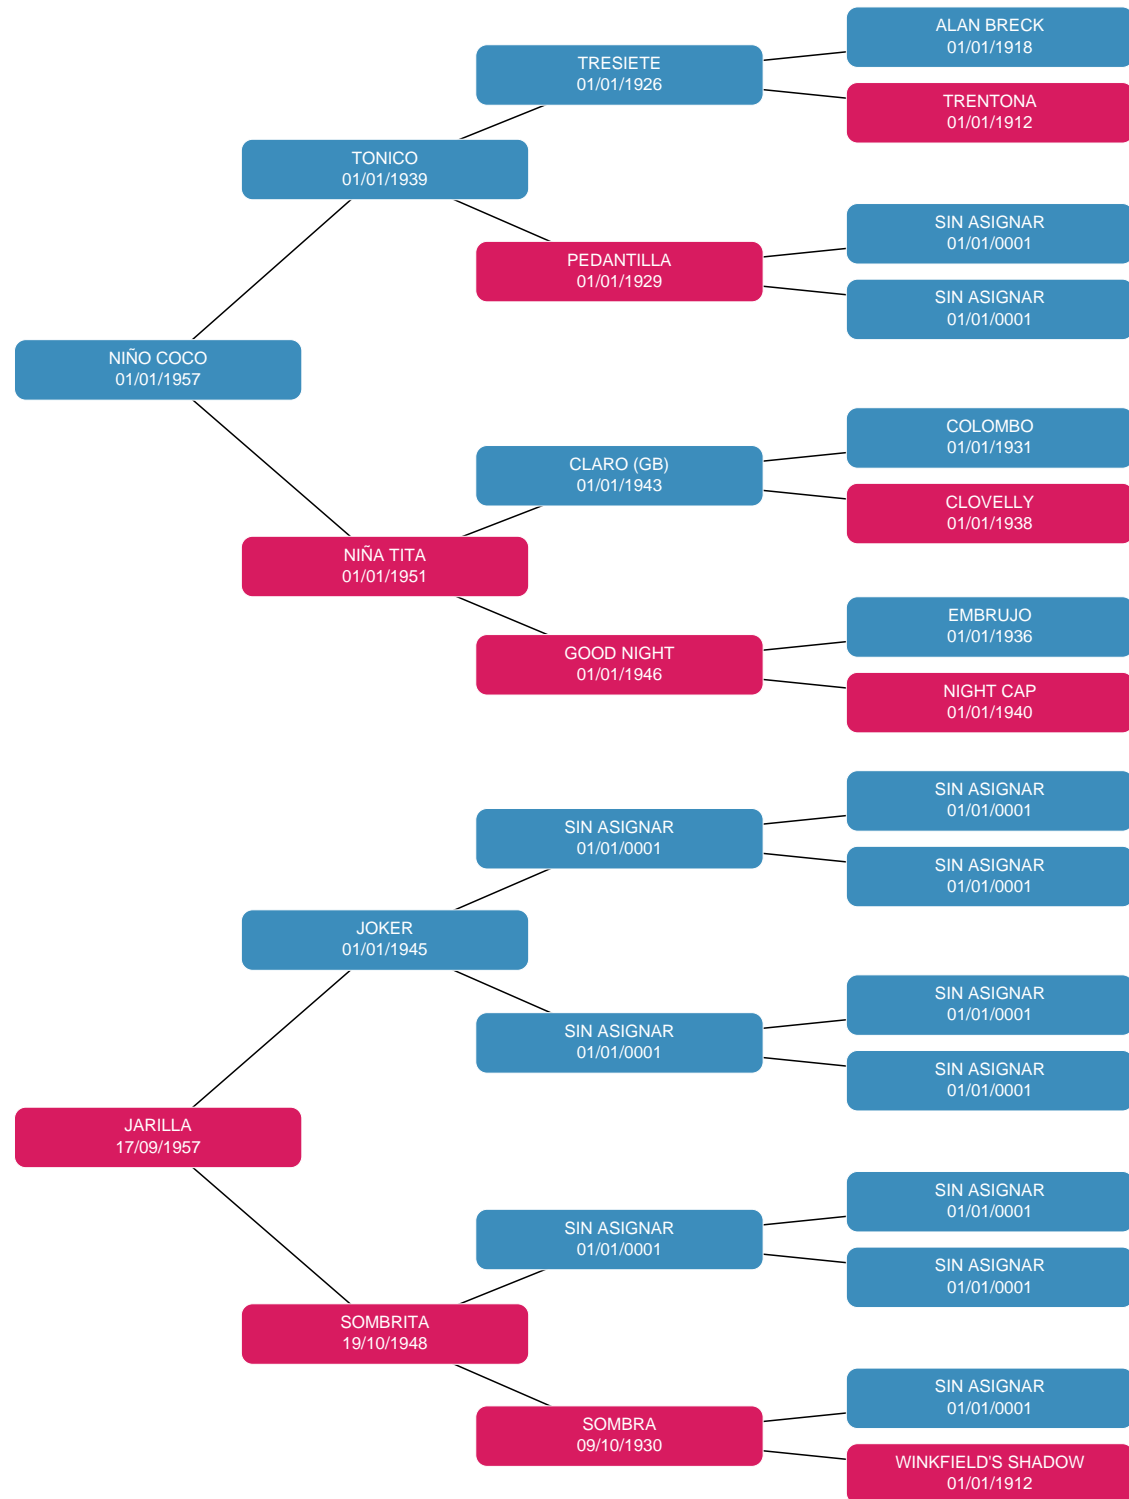 ALAN BRECK
01/01/1918
TRESIETE
01/01/1926
TRENTONA
01/01/1912
TONICO
01/01/1939
SIN ASIGNAR
01/01/0001
PEDANTILLA
01/01/1929
SIN ASIGNAR
01/01/0001
NIÑO COCO
01/01/1957
COLOMBO
01/01/1931
CLARO (GB)
01/01/1943
CLOVELLY
01/01/1938
NIÑA TITA
01/01/1951
EMBRUJO
01/01/1936
GOOD NIGHT
01/01/1946
NIGHT CAP
01/01/1940
SIN ASIGNAR
01/01/0001
SIN ASIGNAR
01/01/0001
SIN ASIGNAR
01/01/0001
JOKER
01/01/1945
SIN ASIGNAR
01/01/0001
SIN ASIGNAR
01/01/0001
SIN ASIGNAR
01/01/0001
JARILLA
17/09/1957
SIN ASIGNAR
01/01/0001
SIN ASIGNAR
01/01/0001
SIN ASIGNAR
01/01/0001
SOMBRITA
19/10/1948
SIN ASIGNAR
01/01/0001
SOMBRA
09/10/1930
WINKFIELD'S SHADOW
01/01/1912